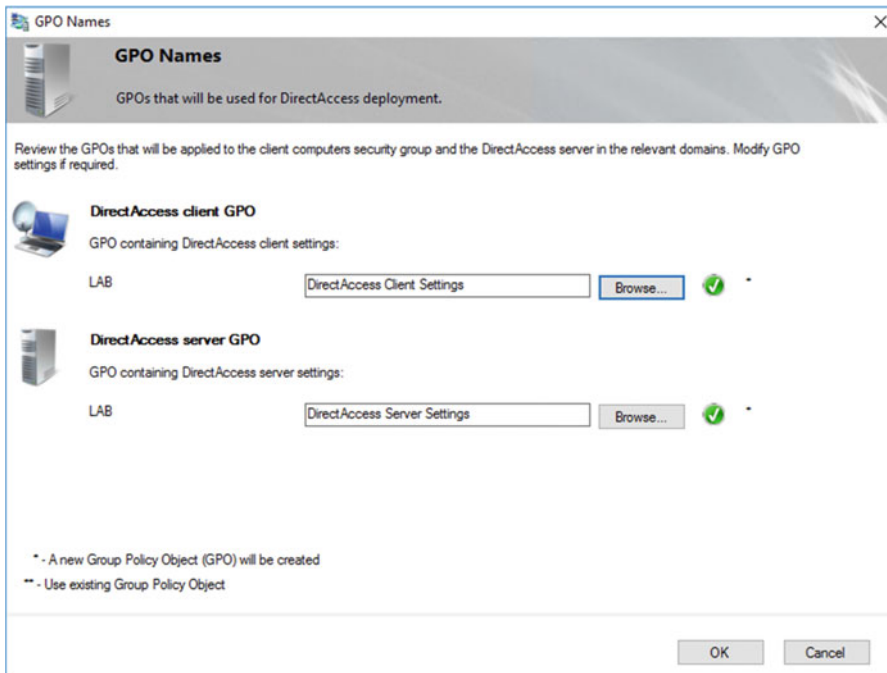 GPO Names
GPO Names
GPOs that will be used for DirectAccess deployment.
Review the GPOs that will be applied to the client computers security group and the DirectAccess server in the relevant domains. Modify GPO
settings if required.
DirectAccess client GPO
GPO containing DirectAccess client settings:
LAB DirectAccess Client Settings Browse... *
DirectAccess server GPO
GPO containing DirectAccess server settings:
LAB DirectAccess Server Settings Browse... *
* - A new Group Policy Object (GPO) will be created
** - Use existing Group Policy Object
OK Cancel